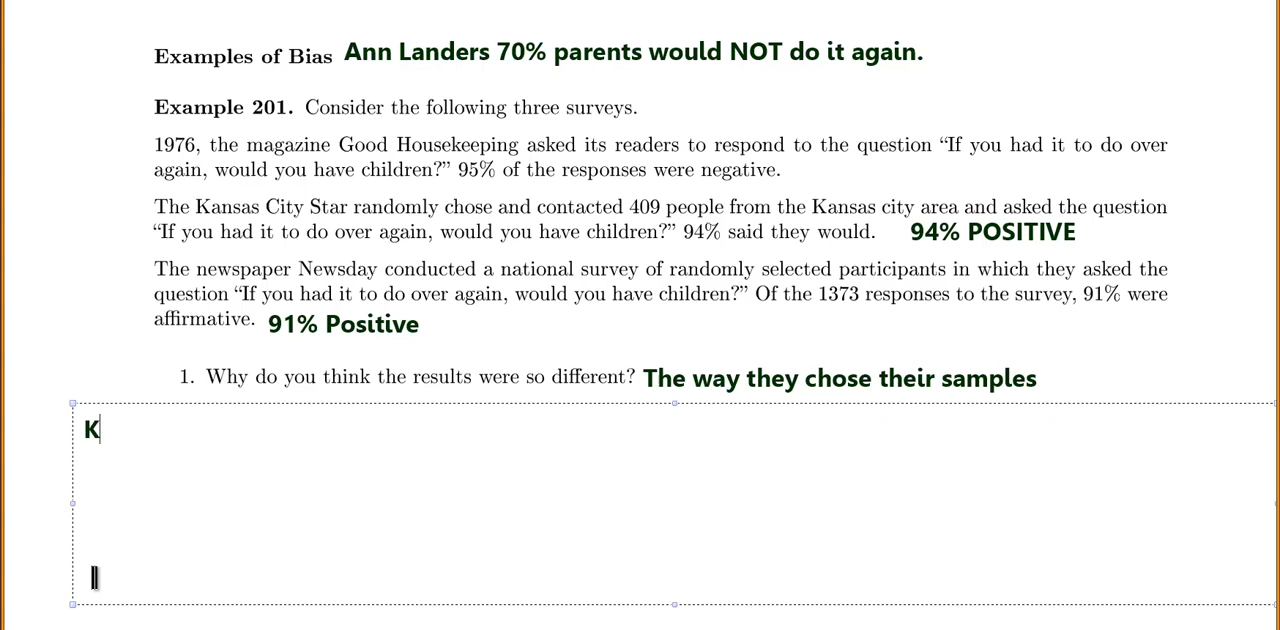 Examples of Bias Ann Landers 70% parents would NOT do it again.
Example 201. Consider the following three surveys.
1976, the magazine Good Housekeeping asked its readers to respond to the question “If you had it to do over
again, would you have children?” 95% of the responses were negative.
The Kansas City Star randomly chose and contacted 409 people from the Kansas city area and asked the question
“If you had it to do over again, would you have children?” 94% said they would. 94% POSITIVE
The newspaper Newsday conducted a national survey of randomly selected participants in which they asked the
question “If you had it to do over again, would you have children?” Of the 1373 responses to the survey, 91% were
affirmative. 91% Positive
1. Why do you think the results were so different? The way they chose their samples
K